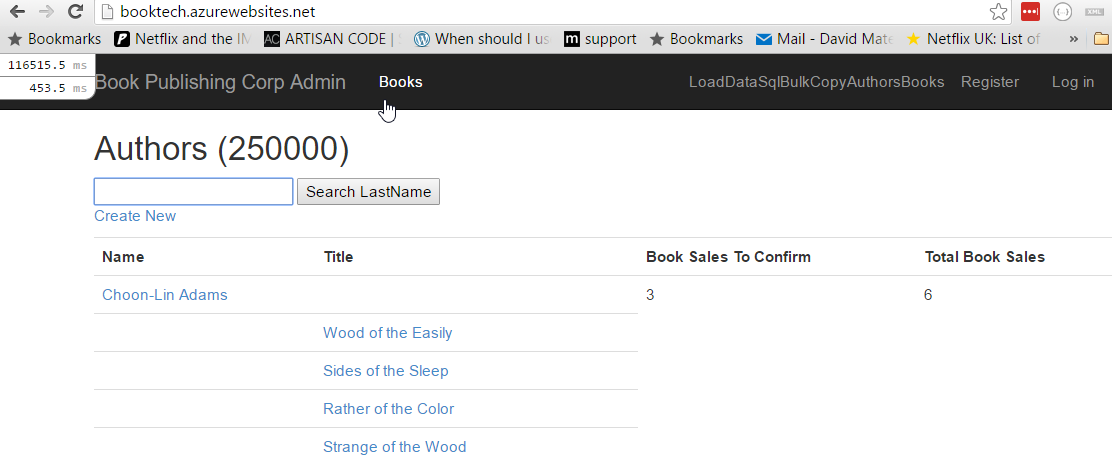 booktech.azurewebsites.net
Bookmarks Netflix and the IM ARTISAN CODE When should I us support Bookmarks Mail - David Mate Netflix UK: List of »
116515.5 ms
453.5 ms
Book Publishing Corp Admin Books LoadDataSqlBulkCopyAuthorsBooks Register Log in
Authors (250000)
Search LastName
Create New
Name Title Book Sales To Confirm Total Book Sales
Choon-Lin Adams 3 6
Wood of the Easily
Sides of the Sleep
Rather of the Color
Strange of the Wood